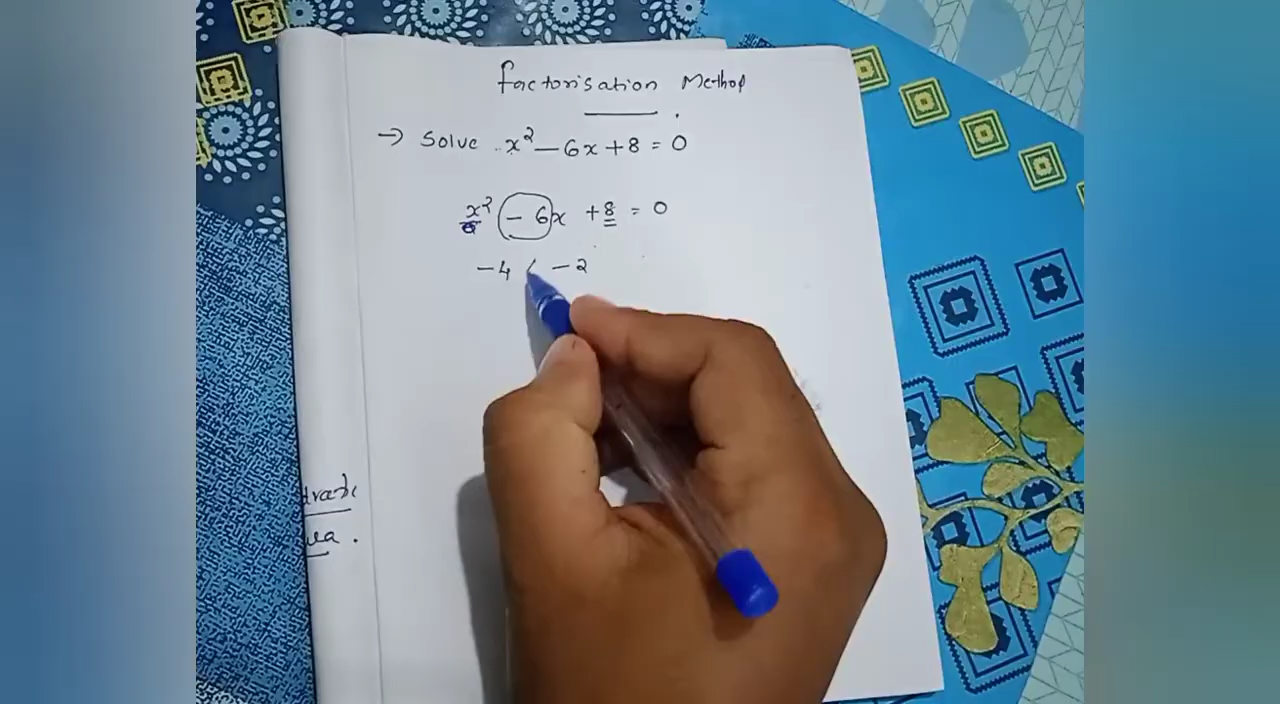 factorisation Method
→ Solve x² – 6x + 8 = 0
x² – 6x + 8 = 0
– 4 – 2